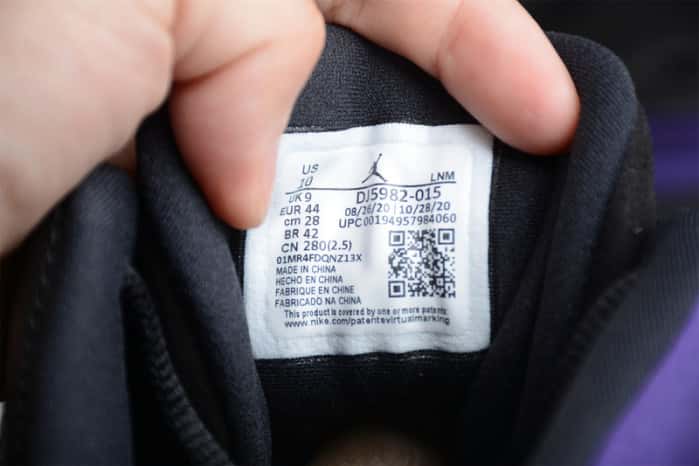 US
10
LNM
UK 9
DJ5982-015
EUR 44
08/26/20 | 10/28/20
cm 28
UPC 00194957984060
BR 42
CN 280(2.5)
01MR4FDQNZ13X
MADE IN CHINA
HECHO EN CHINA
FABRIQUE EN CHINE
FABRICADO NA CHINA
This product is covered by one or more patents:
www.nike.com/patentsvirtualmarking